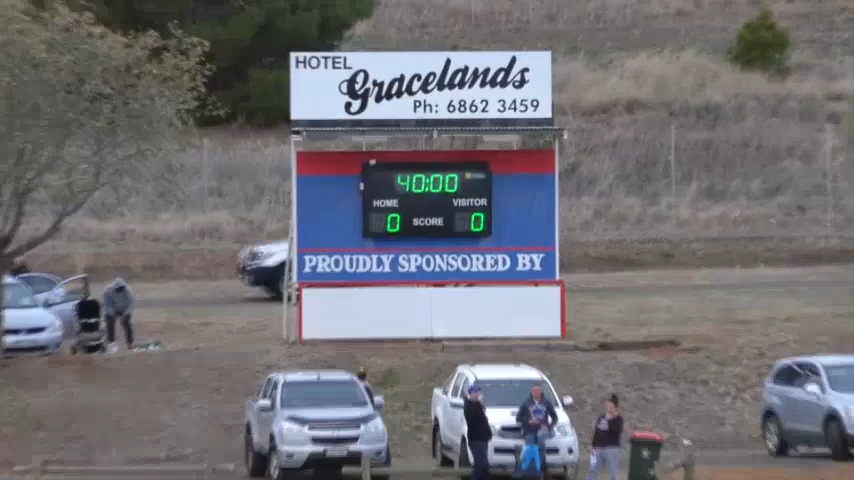 HOTEL
Gracelands
Ph: 6862 3459
40:00
HOME VISITOR
0 SCORE 0
PROUDLY SPONSORED BY